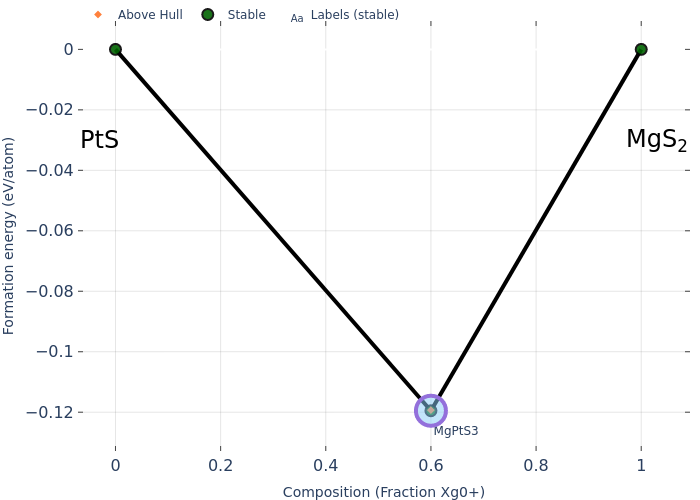 Above Hull
Stable
Aa Labels (stable)
0
−0.02
−0.04
−0.06
−0.08
−0.1
−0.12
Formation energy (eV/atom)
PtS
MgS₂
MgPtS3
0 0.2 0.4 0.6 0.8 1
Composition (Fraction Xg0+)